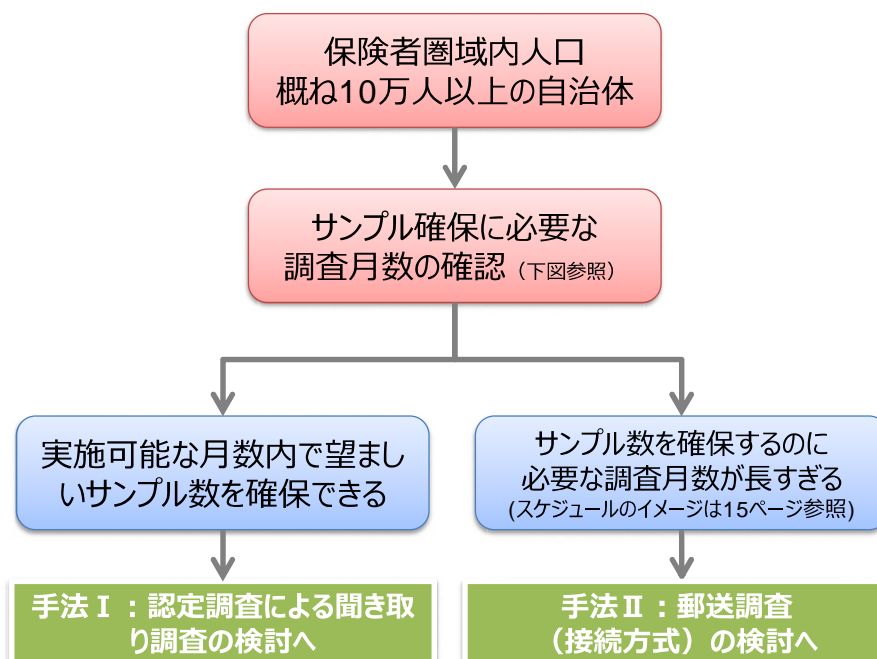 保険者圏域内人口
概ね10万人以上の自治体
サンプル確保に必要な
調査月数の確認（下図参照）
実施可能な月数内で望まし
いサンプル数を確保できる
サンプル数を確保するのに
必要な調査月数が長すぎる
(スケジュールのイメージは15ページ参照)
手法Ⅰ：認定調査による聞き取
り調査の検討へ
手法Ⅱ：郵送調査
（接続方式）の検討へ